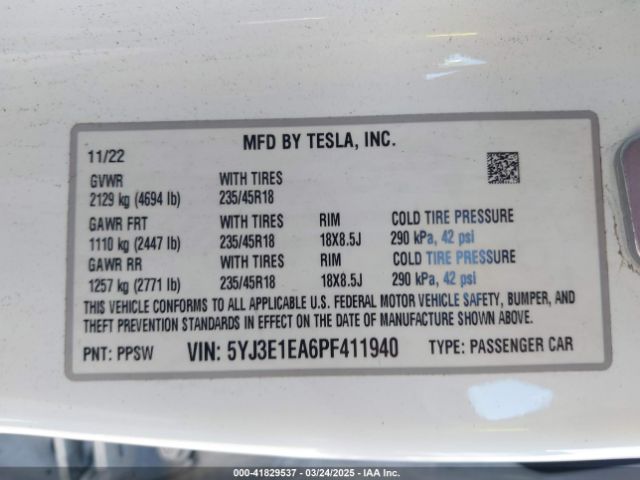 MFD BY TESLA, INC.
11/22
GVWR WITH TIRES
2129 kg (4694 lb) 235/45R18
GAWR FRT WITH TIRES RIM COLD TIRE PRESSURE
1110 kg (2447 lb) 235/45R18 18X8.5J 290 kPa, 42 psi
GAWR RR WITH TIRES RIM COLD TIRE PRESSURE
1257 kg (2771 lb) 235/45R18 18X8.5J 290 kPa, 42 psi
THIS VEHICLE CONFORMS TO ALL APPLICABLE U.S. FEDERAL MOTOR VEHICLE SAFETY, BUMPER, AND
THEFT PREVENTION STANDARDS IN EFFECT ON THE DATE OF MANUFACTURE SHOWN ABOVE.
PNT: PPSW VIN: 5YJ3E1EA6PF411940 TYPE: PASSENGER CAR
000-41829537 - 03/24/2025 - IAAI.COM